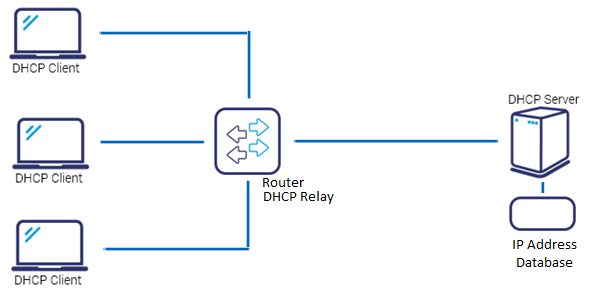 DHCP Client
DHCP Client
DHCP Client
Router
DHCP Relay
DHCP Server
IP Address
Database